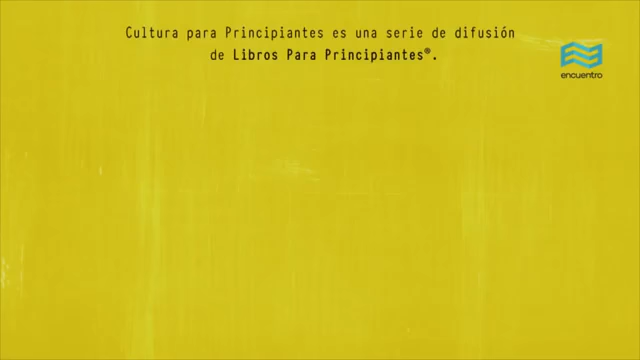 Cultura para Principiantes es una serie de difusión
de Libros Para Principiantes®.
encuentro